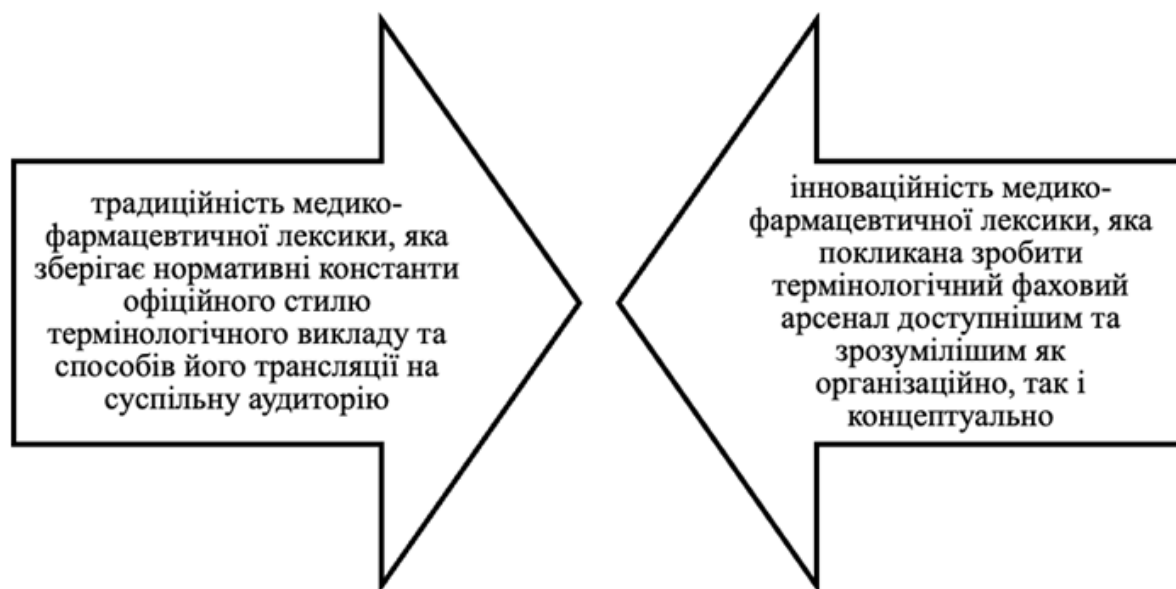 традиційність медико-
фармацевтичної лексики, яка
зберігає нормативні константи
офіційного стилю
термінологічного викладу та
способів його трансляції на
суспільну аудиторію
інноваційність медико-
фармацевтичної лексики, яка
покликана зробити
термінологічний фаховий
арсенал доступнішим та
зрозумілішим як
організаційно, так і
концептуально